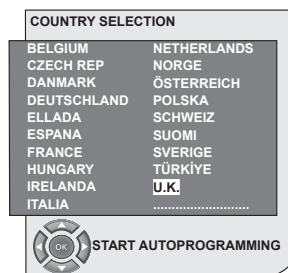 COUNTRY SELECTION
BELGIUM NETHERLANDS
CZECH REP NORGE
DANMARK ÖSTERREICH
DEUTSCHLAND POLSKA
ELLADA SCHWEIZ
ESPANA SUOMI
FRANCE SVERIGE
HUNGARY TÜRKİYE
IRELANDA U.K.
ITALIA ..........................
OK START AUTOPROGRAMMING